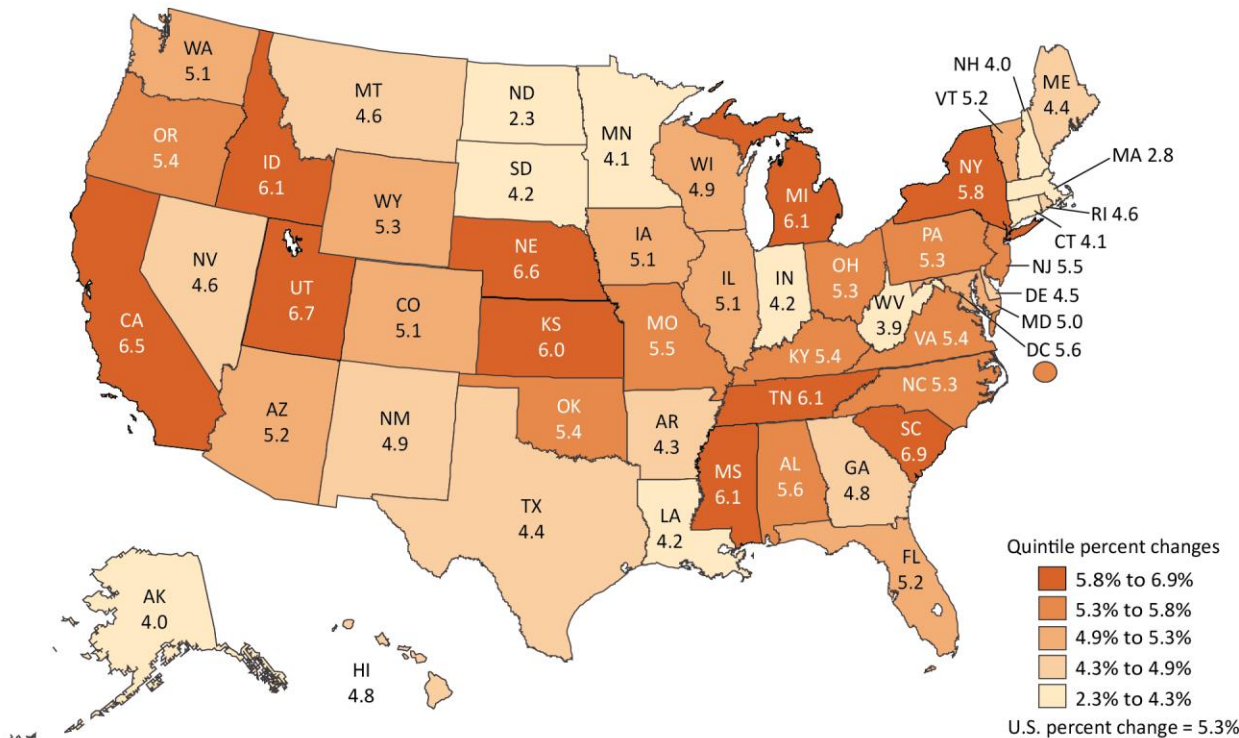 WA
5.1
MT
4.6
ND
2.3
MN
4.1
NH 4.0
VT 5.2
ME
4.4
OR
5.4
ID
6.1
SD
4.2
WI
4.9
MI
6.1
NY
5.8
MA 2.8
WY
5.3
RI 4.6
CT 4.1
NV
4.6
UT
6.7
NE
6.6
IA
5.1
PA
5.3
NJ 5.5
CO
5.1
IL
5.1
IN
4.2
OH
5.3
DE 4.5
CA
6.5
KS
6.0
MO
5.5
WV
3.9
MD 5.0
VA 5.4
DC 5.6
KY 5.4
AZ
5.2
NM
4.9
OK
5.4
AR
4.3
TN 6.1
NC 5.3
SC
6.9
MS
6.1
AL
5.6
GA
4.8
TX
4.4
LA
4.2
FL
5.2
AK
4.0
HI
4.8
Quintile percent changes
5.8% to 6.9%
5.3% to 5.8%
4.9% to 5.3%
4.3% to 4.9%
2.3% to 4.3%
U.S. percent change = 5.3%